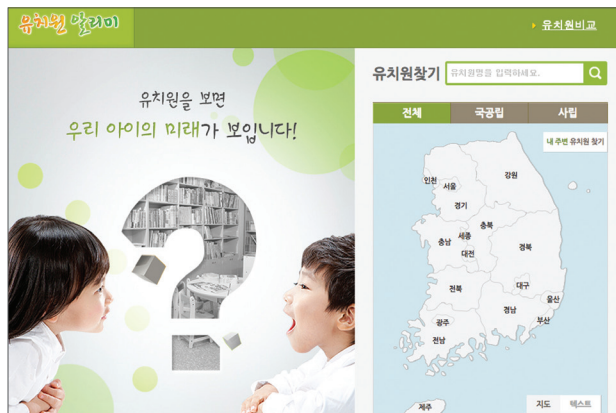 유치원 알리미
유치원비교
유치원을 보면
우리 아이의 미래가 보입니다!
유치원찾기
유치원명을 입력하세요.
전체
국공립
사립
내 주변 유치원 찾기
인천
서울
강원
경기
충북
충남
세종
대전
경북
전북
대구
울산
경남
부산
광주
전남
제주
지도
텍스트